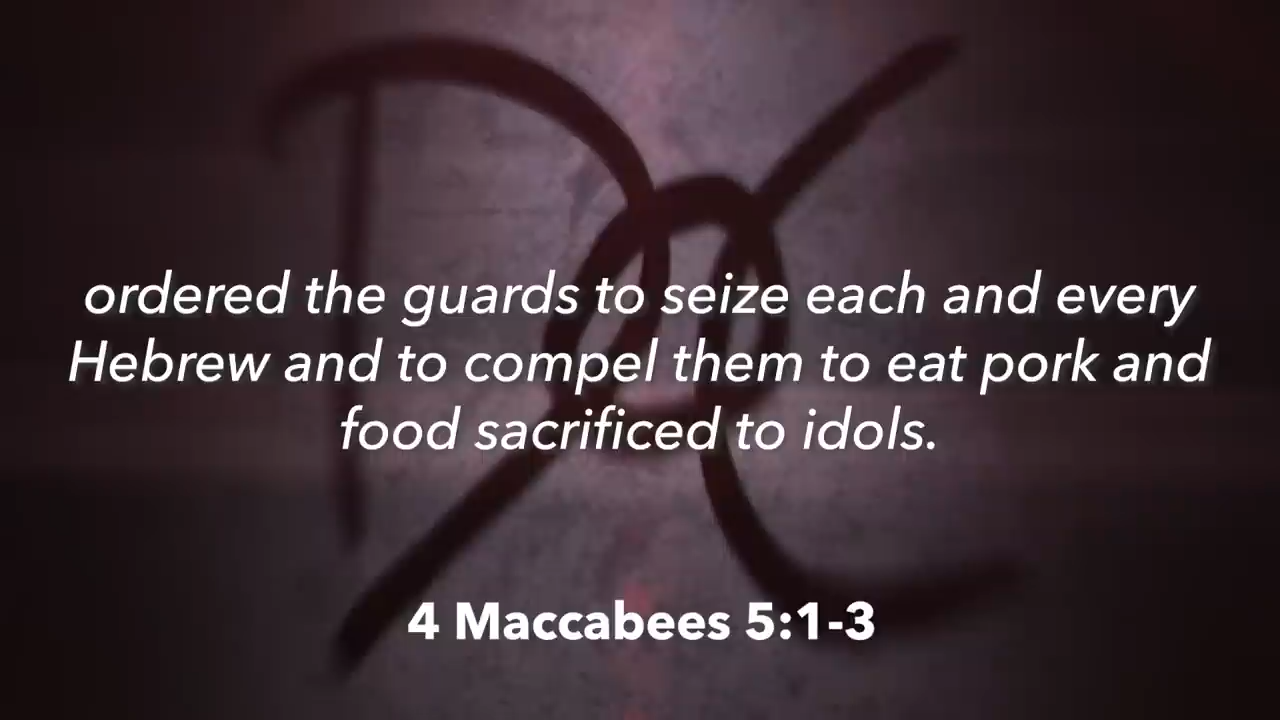 ordered the guards to seize each and every
Hebrew and to compel them to eat pork and
food sacrificed to idols.
4 Maccabees 5:1-3